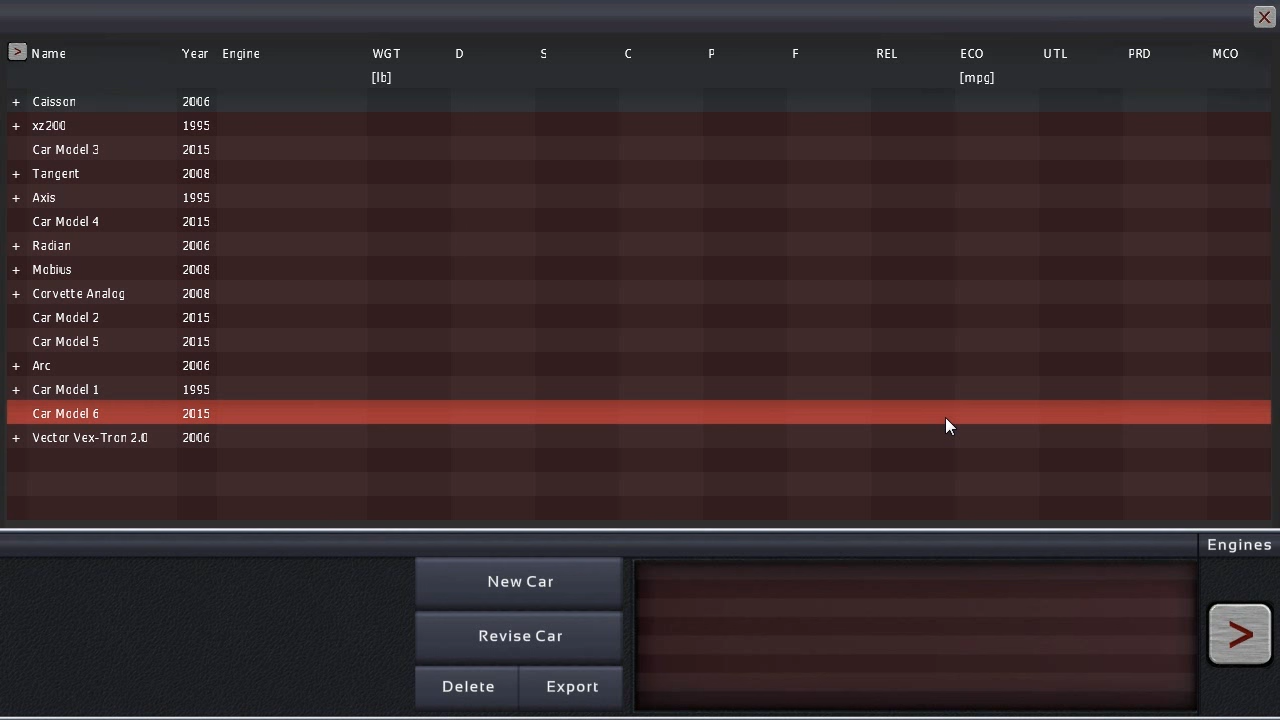 X
> Name Year Engine WGT D S C P F REL ECO UTL PRD MCO
[lb] [mpg]
+ Caisson 2006
+ xz200 1995
Car Model 3 2015
+ Tangent 2008
+ Axis 1995
Car Model 4 2015
+ Radian 2006
+ Mobius 2008
+ Corvette Analog 2008
Car Model 2 2015
Car Model 5 2015
+ Arc 2006
+ Car Model 1 1995
Car Model 6 2015
+ Vector Vex-Tron 2.0 2006
Engines
New Car
Revise Car
>
Delete Export